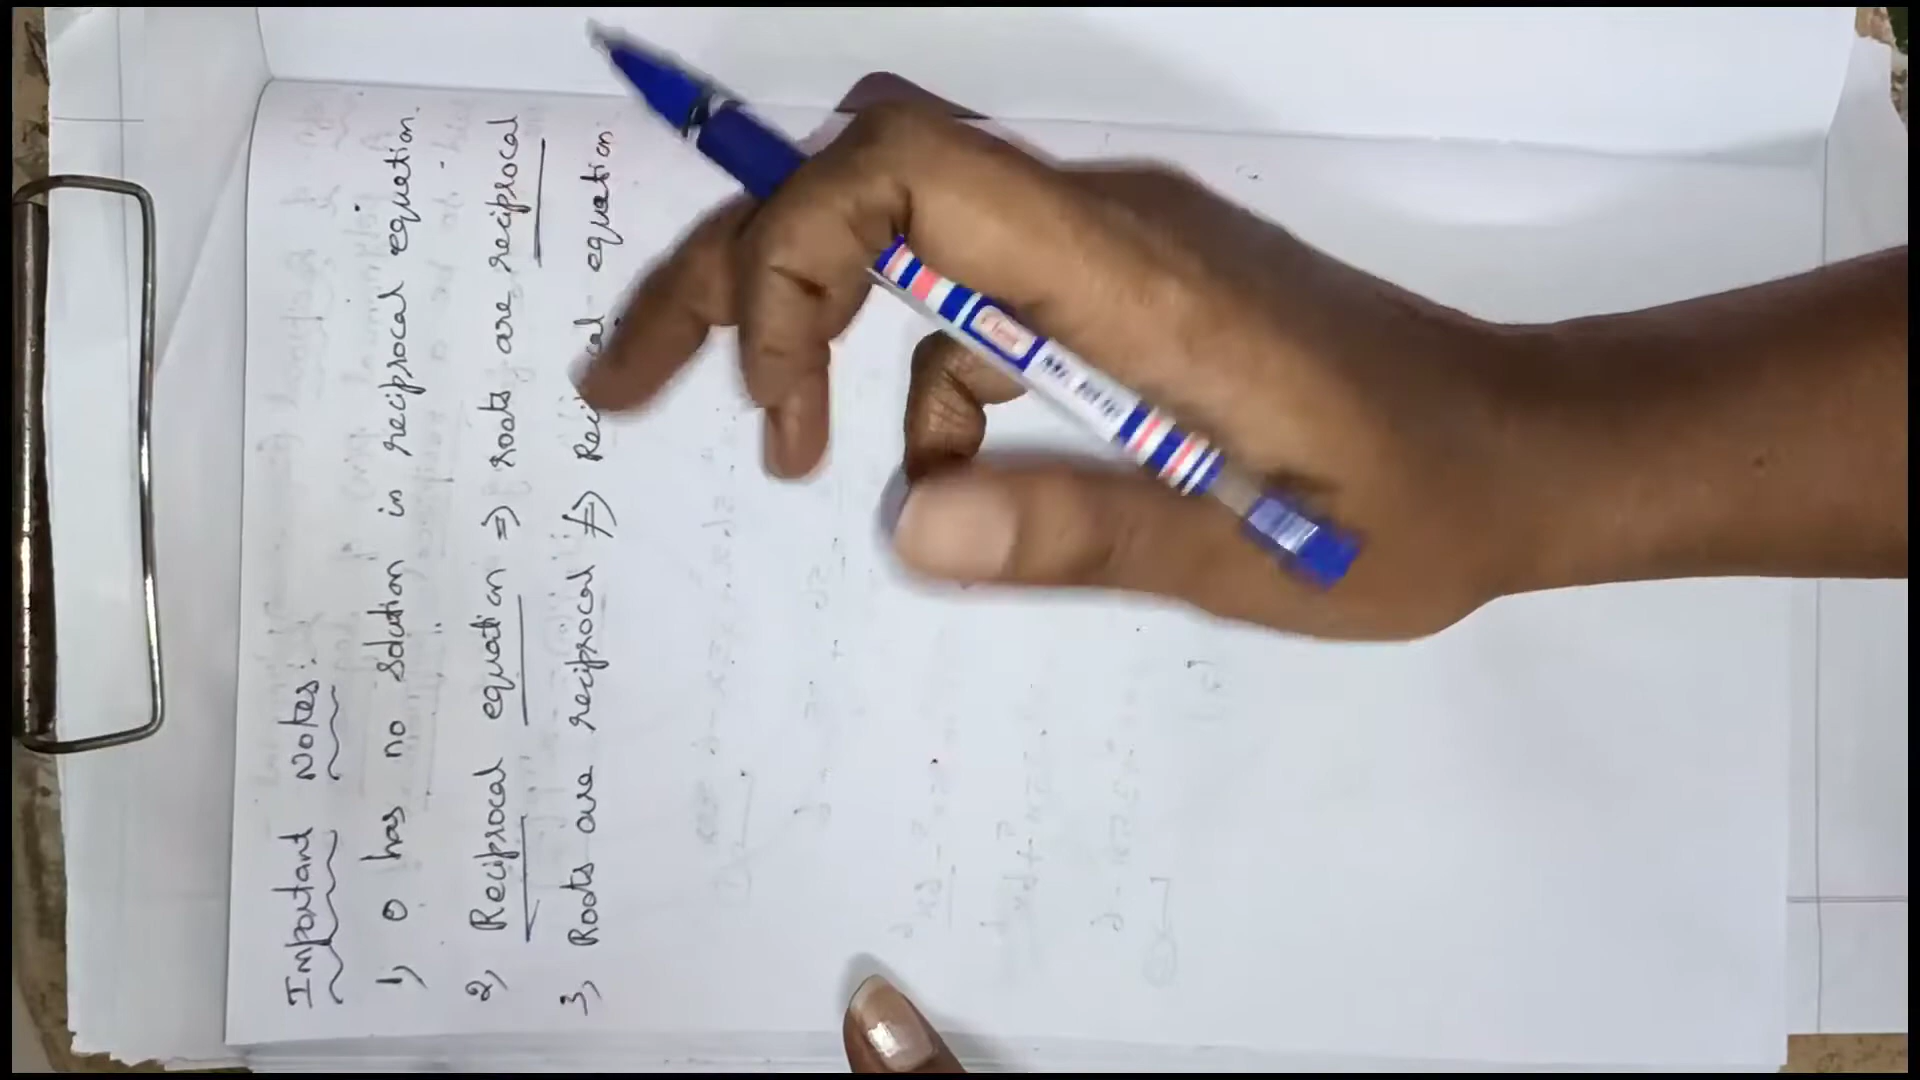 Important Notes:
1, 0 has no solution in reciprocal equation.
2, Reciprocal equation ⇒ roots are reciprocal
3, Roots are reciprocal ⇏ equation